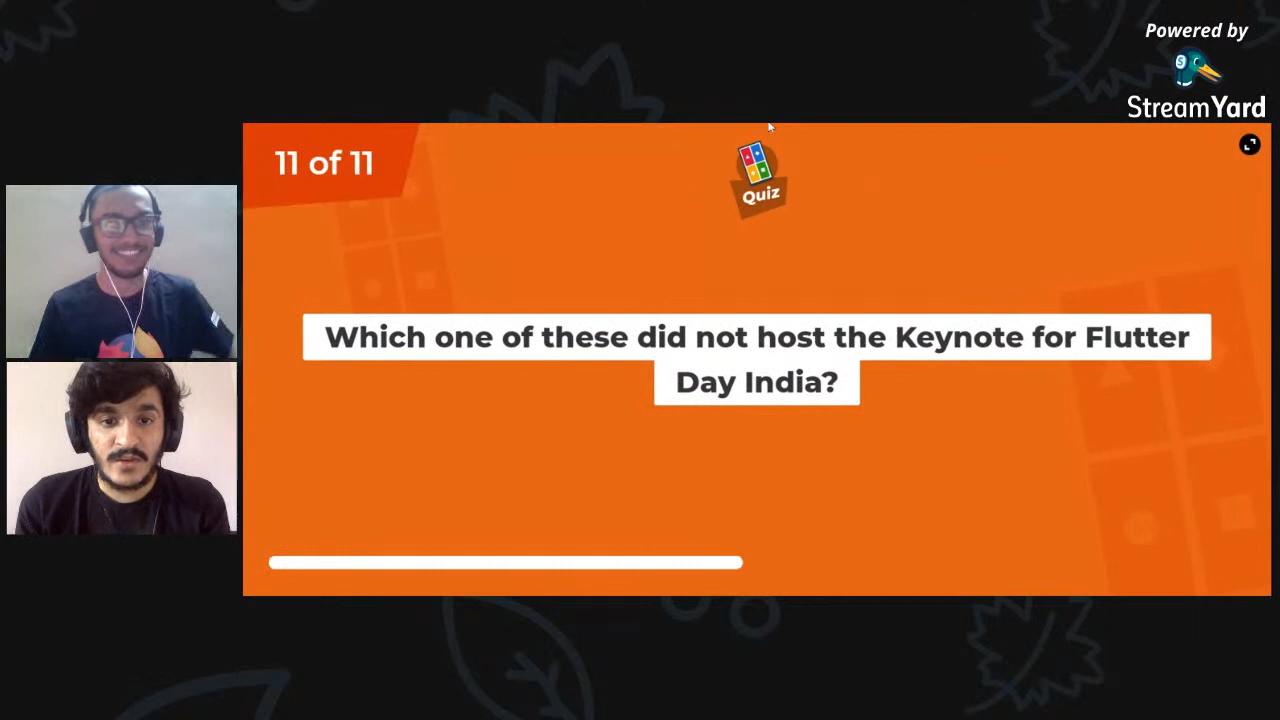 Powered by
StreamYard
11 of 11
Quiz
Which one of these did not host the Keynote for Flutter
Day India?